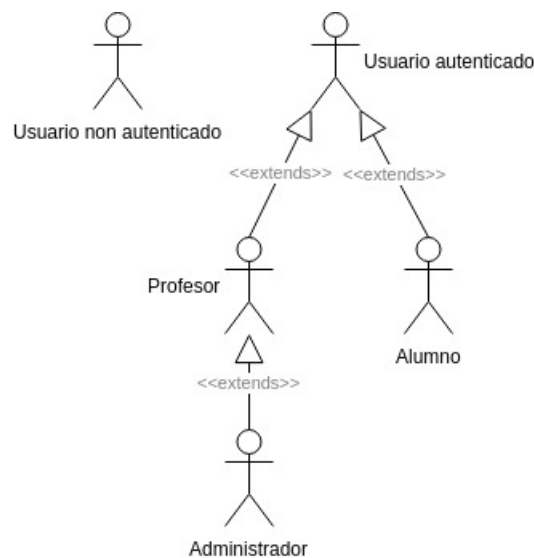 Usuario autenticado
Usuario non autenticado
<<extends>>
<<extends>>
Profesor
Alumno
<<extends>>
Administrador